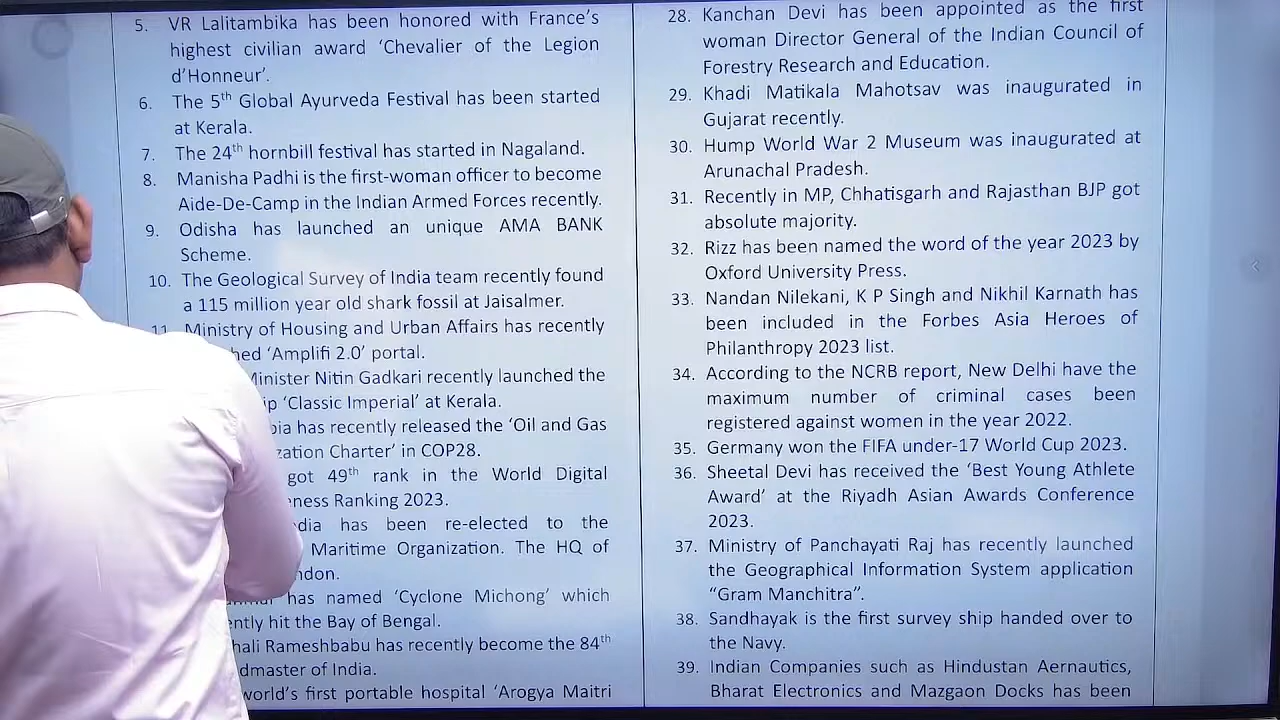 5. VR Lalitambika has been honored with France's
highest civilian award 'Chevalier of the Legion
d'Honneur'.
6. The 5th Global Ayurveda Festival has been started
at Kerala.
7. The 24th hornbill festival has started in Nagaland.
8. Manisha Padhi is the first-woman officer to become
Aide-De-Camp in the Indian Armed Forces recently.
9. Odisha has launched an unique AMA BANK
Scheme.
10. The Geological Survey of India team recently found
a 115 million year old shark fossil at Jaisalmer.
11. Ministry of Housing and Urban Affairs has recently
hed 'Amplifi 2.0' portal.
Minister Nitin Gadkari recently launched the
ip 'Classic Imperial' at Kerala.
bia has recently released the 'Oil and Gas
zation Charter' in COP28.
got 49th rank in the World Digital
eness Ranking 2023.
dia has been re-elected to the
Maritime Organization. The HQ of
ndon.
has named 'Cyclone Michong' which
ently hit the Bay of Bengal.
hali Rameshbabu has recently become the 84th
dmaster of India.
world's first portable hospital 'Arogya Maitri
28. Kanchan Devi has been appointed as the first
woman Director General of the Indian Council of
Forestry Research and Education.
29. Khadi Matikala Mahotsav was inaugurated in
Gujarat recently.
30. Hump World War 2 Museum was inaugurated at
Arunachal Pradesh.
31. Recently in MP, Chhatisgarh and Rajasthan BJP got
absolute majority.
32. Rizz has been named the word of the year 2023 by
Oxford University Press.
33. Nandan Nilekani, K P Singh and Nikhil Karnath has
been included in the Forbes Asia Heroes of
Philanthropy 2023 list.
34. According to the NCRB report, New Delhi have the
maximum number of criminal cases been
registered against women in the year 2022.
35. Germany won the FIFA under-17 World Cup 2023.
36. Sheetal Devi has received the 'Best Young Athlete
Award' at the Riyadh Asian Awards Conference
2023.
37. Ministry of Panchayati Raj has recently launched
the Geographical Information System application
"Gram Manchitra".
38. Sandhayak is the first survey ship handed over to
the Navy.
39. Indian Companies such as Hindustan Aernautics,
Bharat Electronics and Mazgaon Docks has been